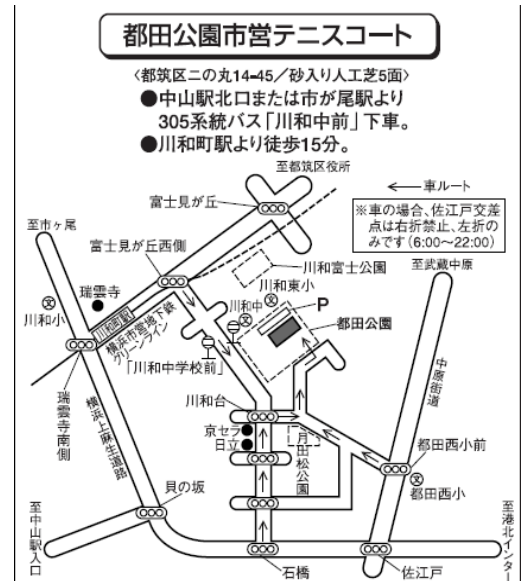 都田公園市営テニスコート
〈都筑区二の丸14-45／砂入り人工芝5面〉
●中山駅北口または市が尾駅より
305系統バス「川和中前」下車。
●川和町駅より徒歩15分。
至都筑区役所
←車ルート
※車の場合、佐江戸交差
点は右折禁止、左折の
みです(6:00～22:00)
富士見が丘
至市ヶ尾
富士見が丘西側
川和富士公園
至武蔵中原
瑞雲寺
川和東小
文
文
川和小
川和町駅
横浜市営地下鉄
グリーンライン
川和中
文
P
都田公園
「川和中学校前」
中原街道
瑞雲寺南側
横浜上麻生道路
川和台
京セラ
日立
月田松公園
都田西小前
文
都田西小
貝の坂
至中山駅入口
石橋
佐江戸
至港北インター